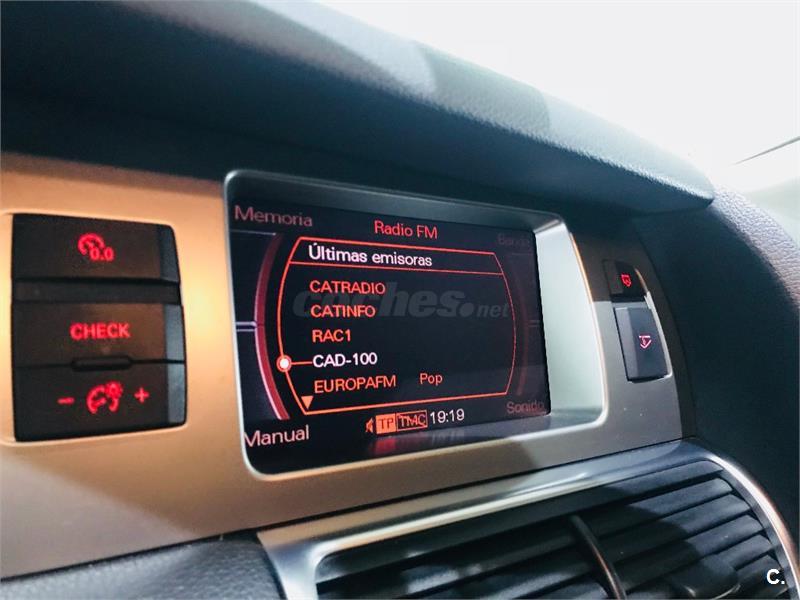 Memoria
Radio FM
Banda
Últimas emisoras
CATRADIO
CATINFO
RAC1
CAD-100
EUROPAFM Pop
TP TMC 19:19
Manual
Sonido
0.0
CHECK
- +
coches.net
C.